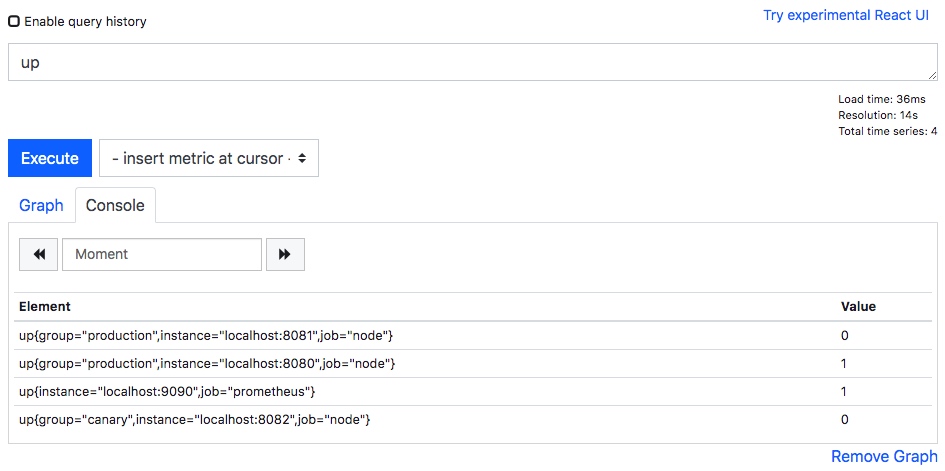 Enable query history
Try experimental React UI
up
Load time: 36ms
Resolution: 14s
Total time series: 4
Execute
- insert metric at cursor -
Graph
Console
Moment
Element Value
up{group="production",instance="localhost:8081",job="node"} 0
up{group="production",instance="localhost:8080",job="node"} 1
up{instance="localhost:9090",job="prometheus"} 1
up{group="canary",instance="localhost:8082",job="node"} 0
Remove Graph